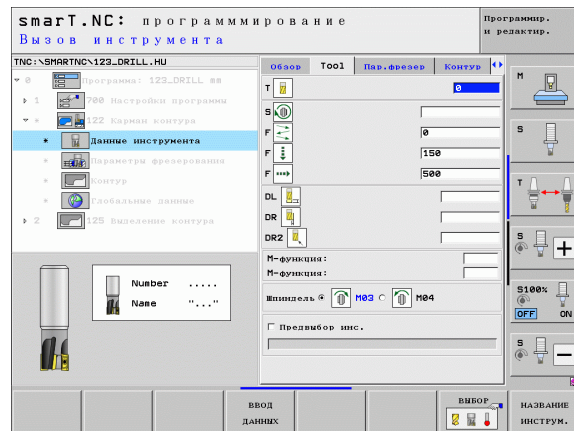 smarT.NC: программмирование
Программир. и редактир.
Вызов инструмента
TNC:\SMARTNC\123_DRILL.HU
0 Программа: 123_DRILL mm
1 700 Настройки программы
* 122 Карман контура
* Данные инструмента
* Параметры фрезерования
* Контур
* Глобальные данные
2 125 Выделение контура
Number .....
Name "..."
Обзор Tool Пар.фрезер Контур
T 0
S
F 0
F 150
F 500
DL
DR
DR2
M-функция:
M-функция:
Шпиндель M03 M04
Предвыбор инс.
M
S
T
S +
S100%
OFF ON
S −
ВВОД ДАННЫХ
ВЫБОР
НАЗВАНИЕ ИНСТРУМ.